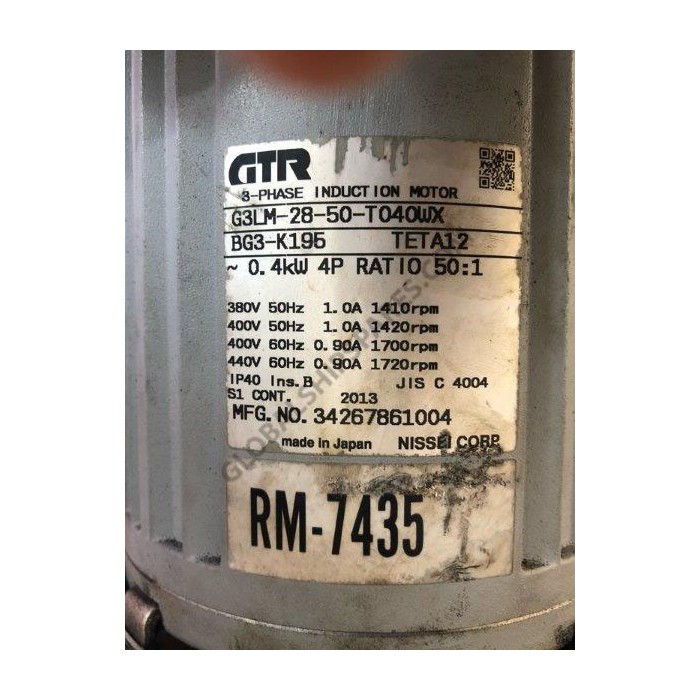 GTR
3-PHASE INDUCTION MOTOR
G3LM-28-50-T040WX
BG3-K195 TETA12
~ 0.4kW 4P RATIO 50:1
380V 50Hz 1.0A 1410rpm
400V 50Hz 1.0A 1420rpm
400V 60Hz 0.90A 1700rpm
440V 60Hz 0.90A 1720rpm
IP40 Ins.B JIS C 4004
S1 CONT. 2013
MFG.NO.34267861004
made in Japan NISSEI CORP.
RM-7435
GLOBALSHIPSPARES.COM